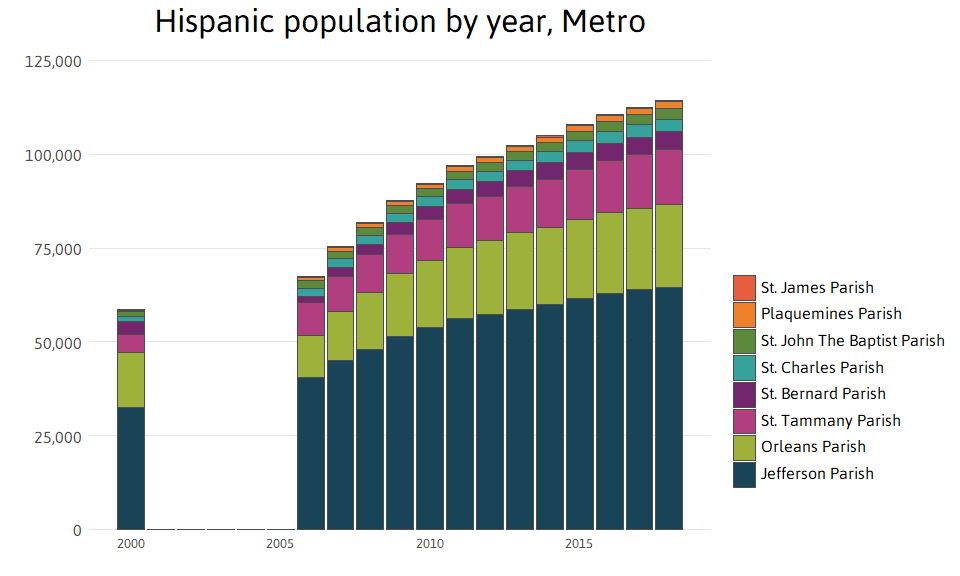 Hispanic population by year, Metro
125,000
100,000
75,000
50,000
25,000
0
2000
2005
2010
2015
St. James Parish
Plaquemines Parish
St. John The Baptist Parish
St. Charles Parish
St. Bernard Parish
St. Tammany Parish
Orleans Parish
Jefferson Parish